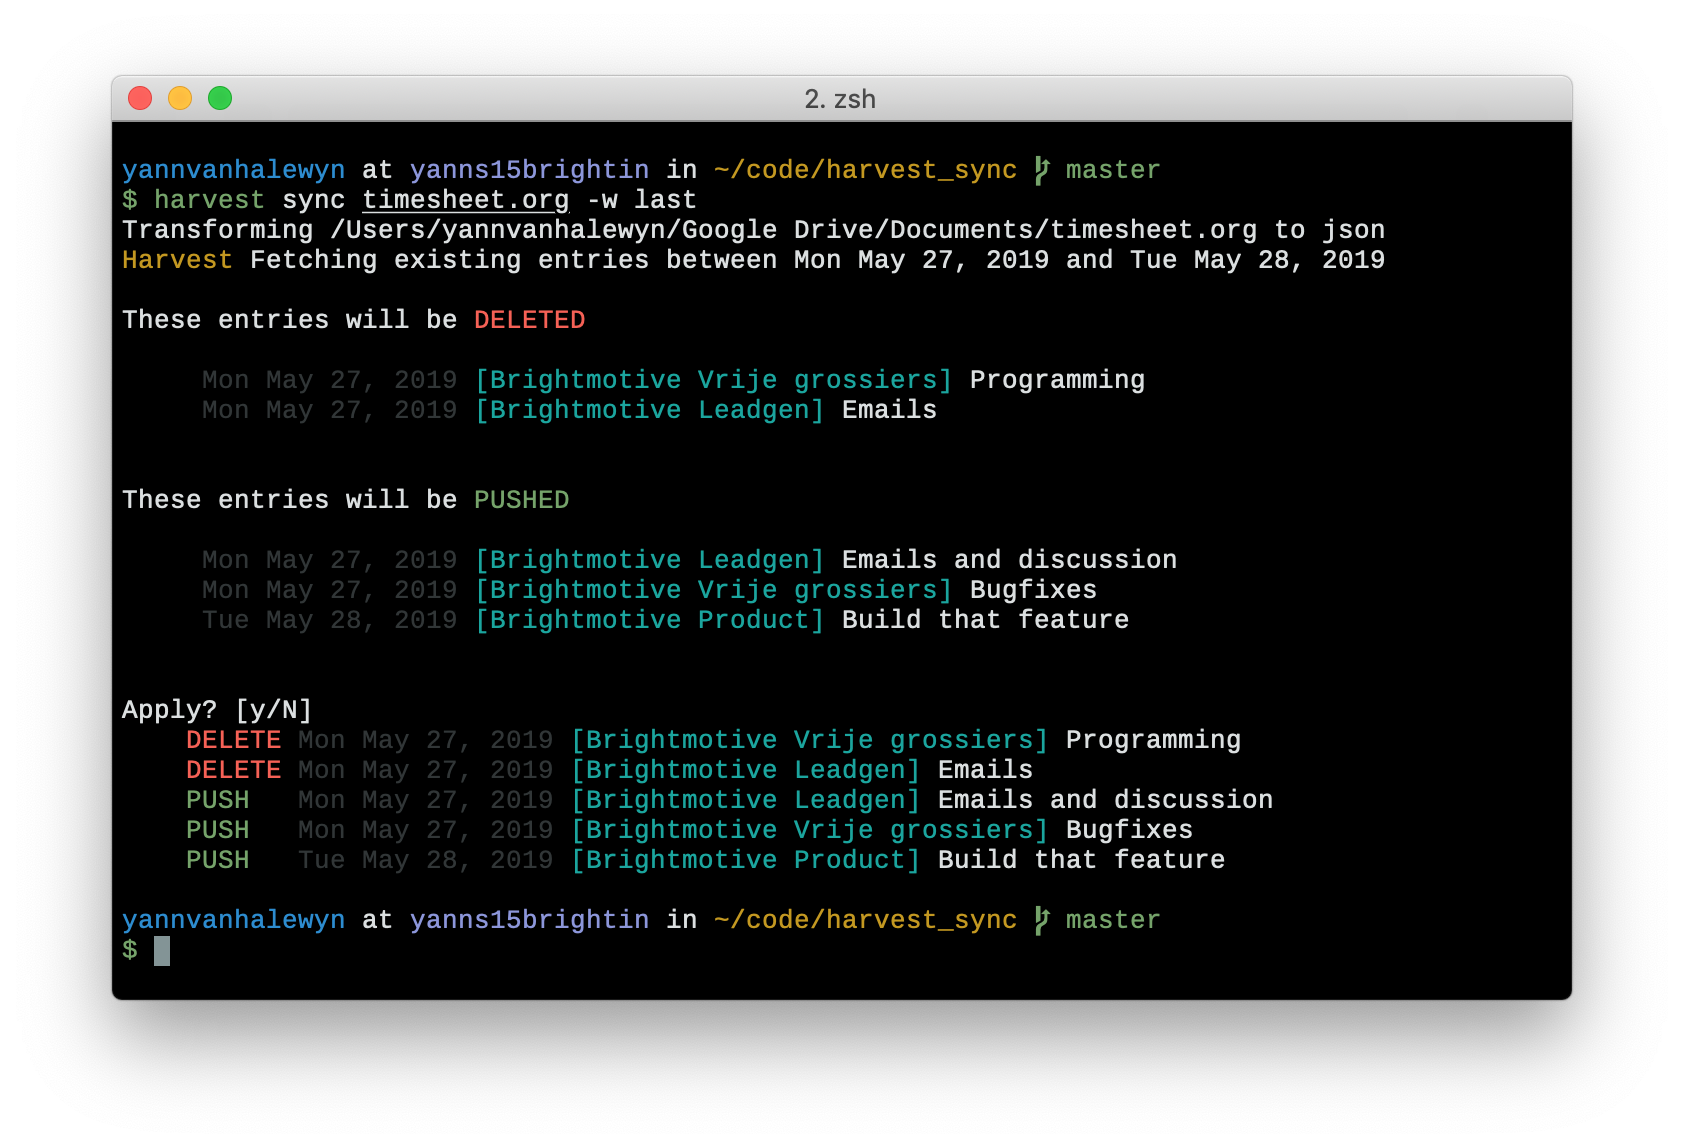 2. zsh
yannvanhalewyn at yanns15brightin in ~/code/harvest_sync master
$ harvest sync timesheet.org -w last
Transforming /Users/yannvanhalewyn/Google Drive/Documents/timesheet.org to json
Harvest Fetching existing entries between Mon May 27, 2019 and Tue May 28, 2019
These entries will be DELETED
Mon May 27, 2019 [Brightmotive Vrije grossiers] Programming
Mon May 27, 2019 [Brightmotive Leadgen] Emails
These entries will be PUSHED
Mon May 27, 2019 [Brightmotive Leadgen] Emails and discussion
Mon May 27, 2019 [Brightmotive Vrije grossiers] Bugfixes
Tue May 28, 2019 [Brightmotive Product] Build that feature
Apply? [y/N]
DELETE Mon May 27, 2019 [Brightmotive Vrije grossiers] Programming
DELETE Mon May 27, 2019 [Brightmotive Leadgen] Emails
PUSH Mon May 27, 2019 [Brightmotive Leadgen] Emails and discussion
PUSH Mon May 27, 2019 [Brightmotive Vrije grossiers] Bugfixes
PUSH Tue May 28, 2019 [Brightmotive Product] Build that feature
yannvanhalewyn at yanns15brightin in ~/code/harvest_sync master
$